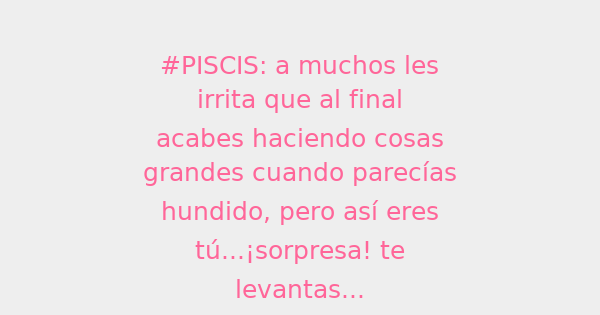 #PISCIS: a muchos les
irrita que al final
acabes haciendo cosas
grandes cuando parecías
hundido, pero así eres
tú...¡sorpresa! te
levantas...